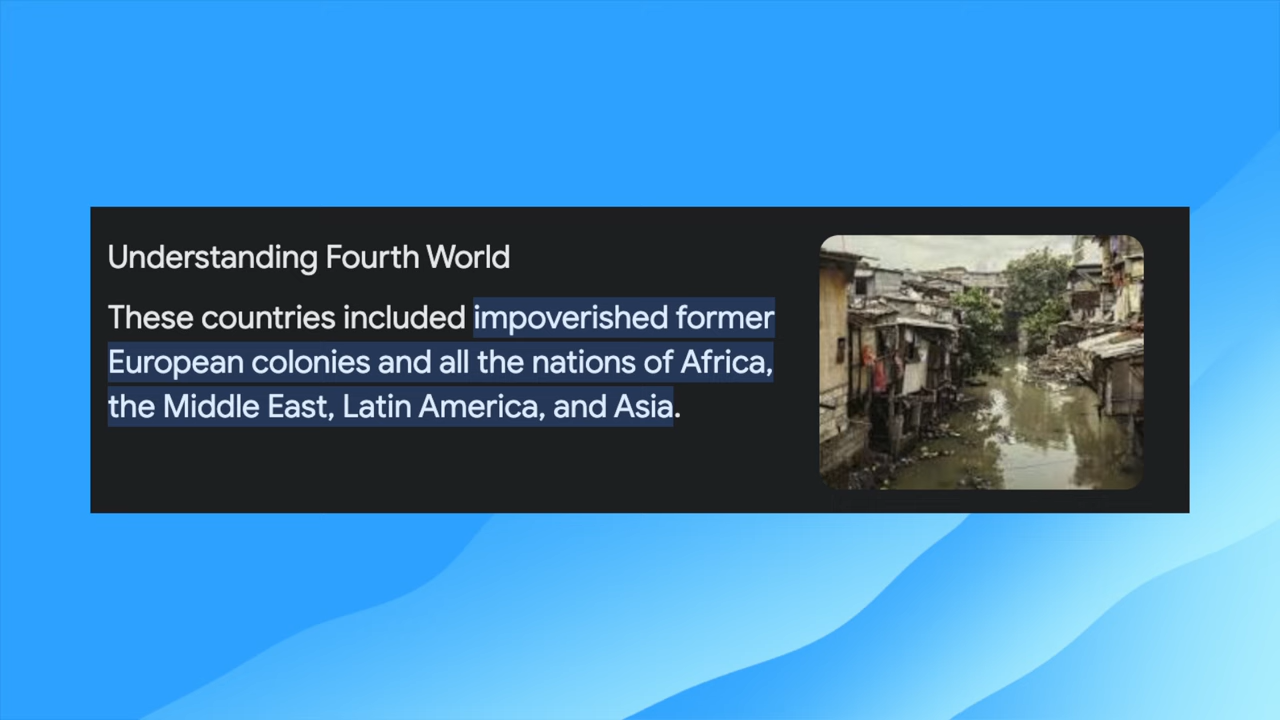 Understanding Fourth World
These countries included impoverished former
European colonies and all the nations of Africa,
the Middle East, Latin America, and Asia.